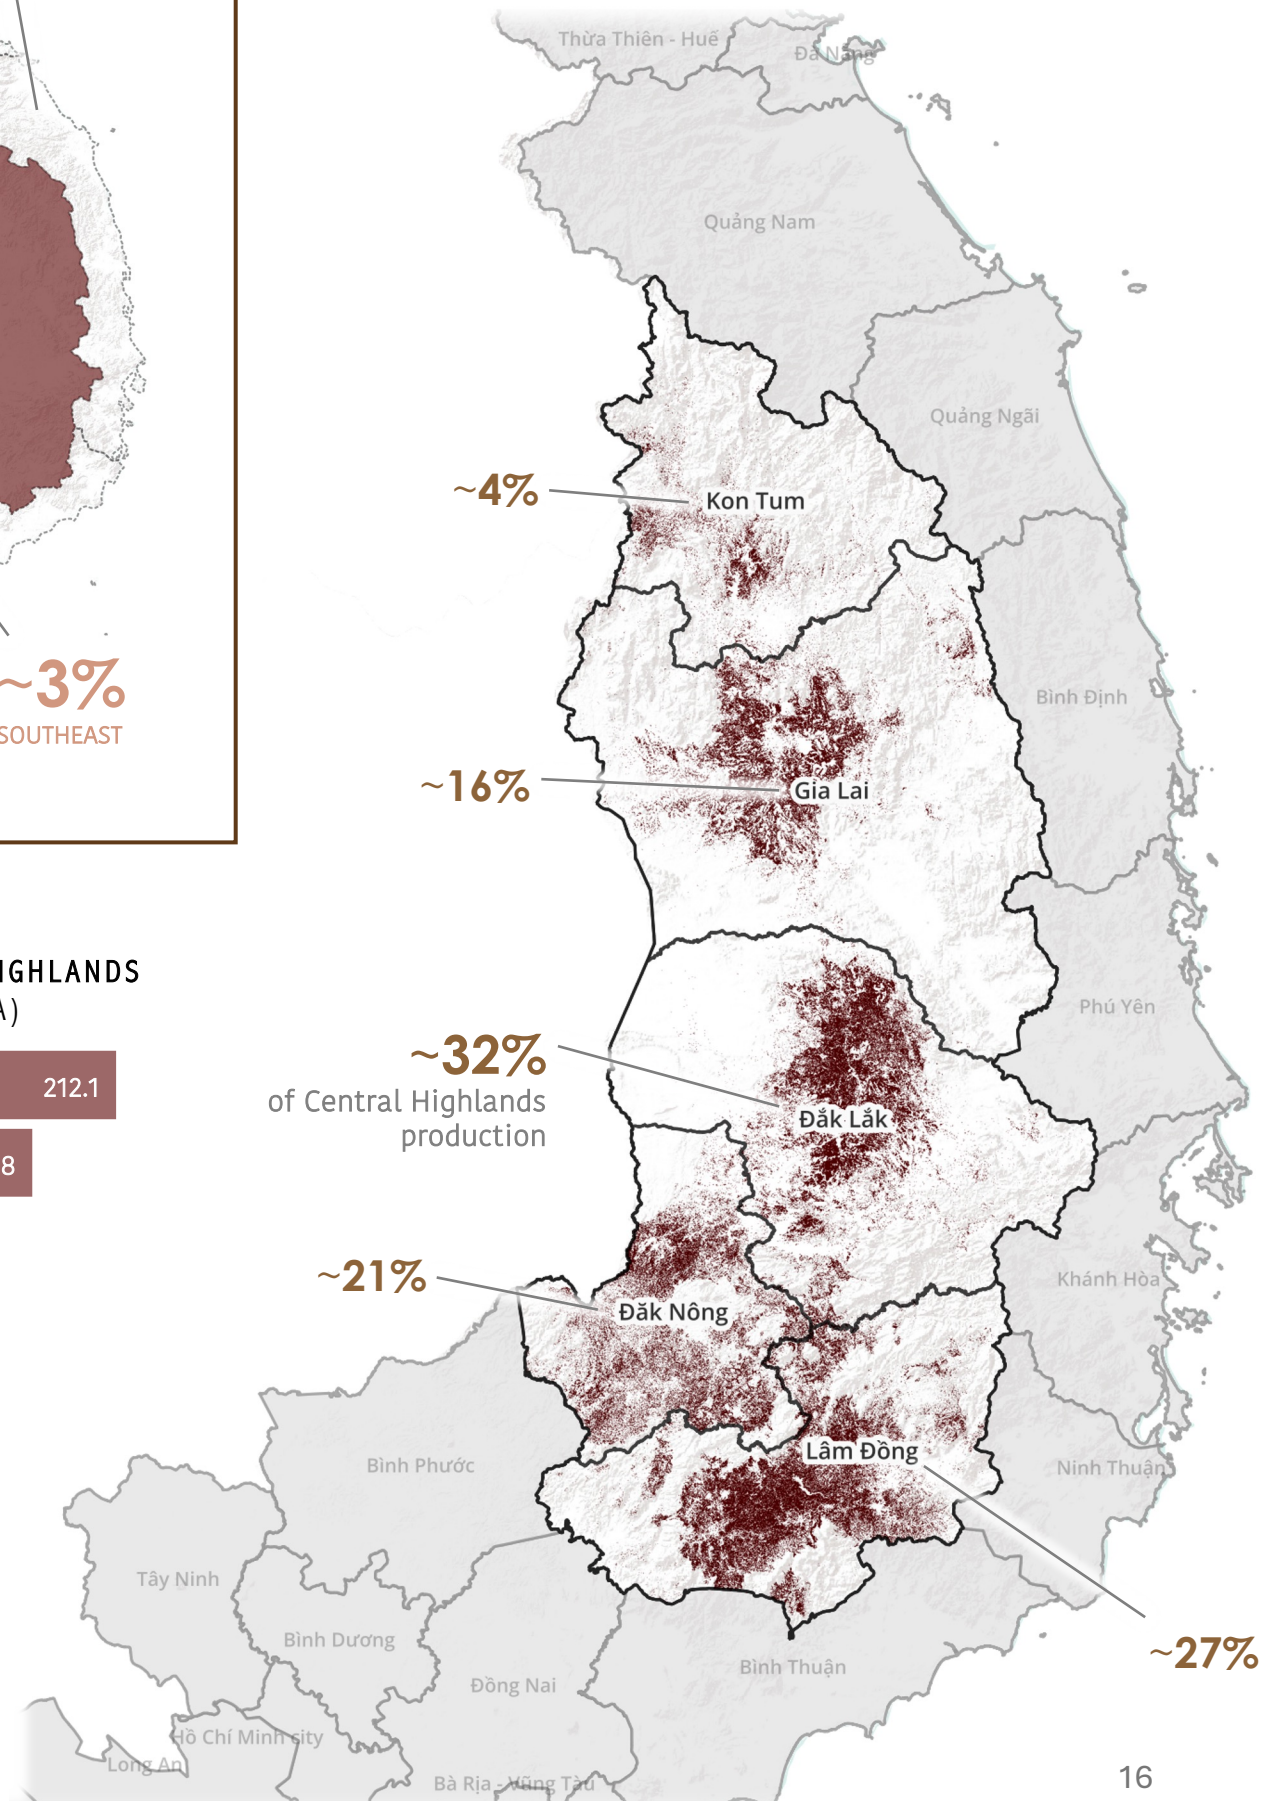 Thừa Thiên - Huế
Đà Nẵng
Quảng Nam
Quảng Ngãi
~4%
Kon Tum
~3%
SOUTHEAST
Bình Định
~16%
Gia Lai
IGHLANDS
A)
212.1
8
Phú Yên
~32%
of Central Highlands
production
Đắk Lắk
~21%
Đăk Nông
Khánh Hòa
Lâm Đồng
Bình Phước
Ninh Thuận
Tây Ninh
~27%
Bình Dương
Bình Thuận
Đồng Nai
Hồ Chí Minh city
Long An
Bà Rịa - Vũng Tàu
16